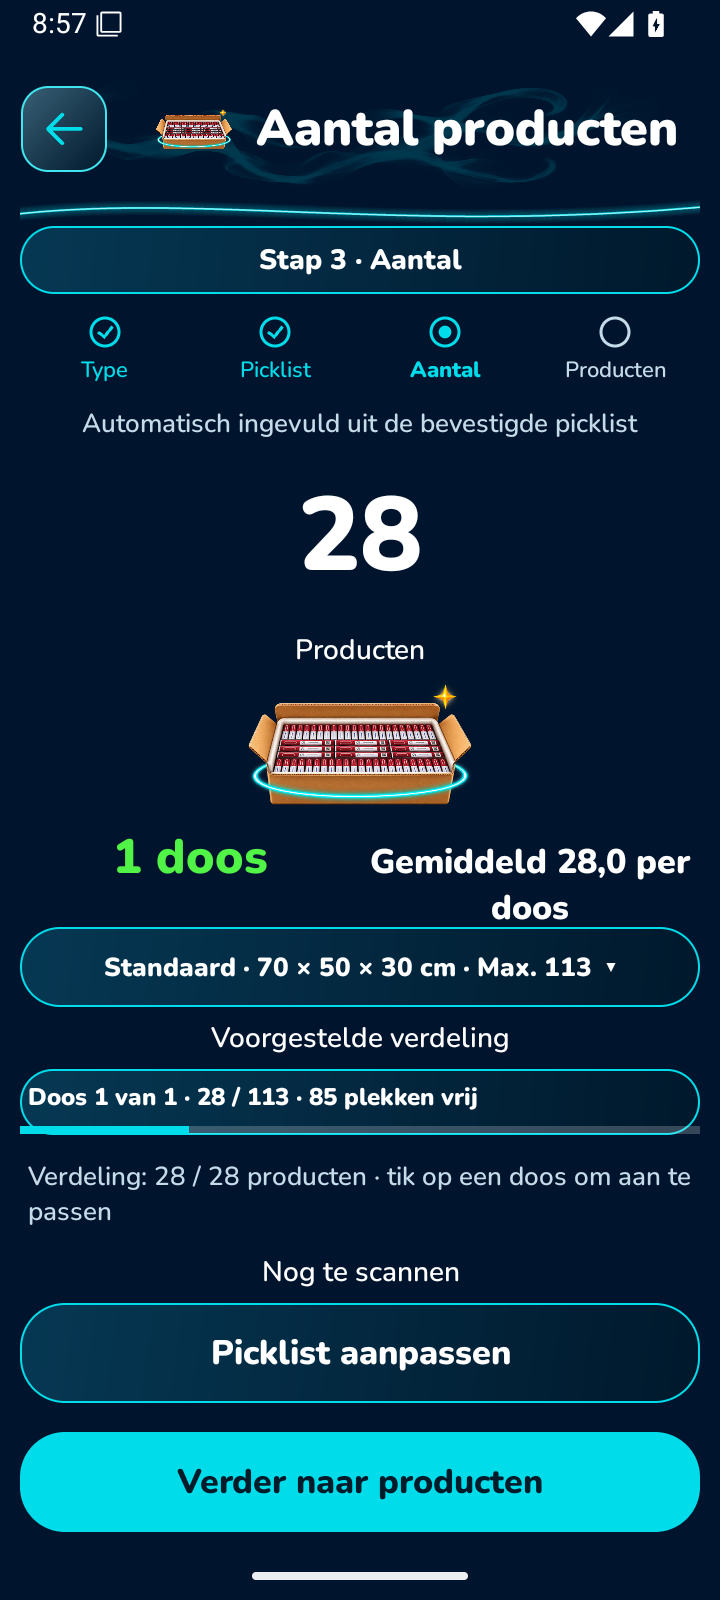 8:57
Aantal producten
Stap 3 · Aantal
Type
Picklist
Aantal
Producten
Automatisch ingevuld uit de bevestigde picklist
28
Producten
1 doos
Gemiddeld 28,0 per
doos
Standaard · 70 × 50 × 30 cm · Max. 113 ▼
Voorgestelde verdeling
Doos 1 van 1 · 28 / 113 · 85 plekken vrij
Verdeling: 28 / 28 producten · tik op een doos om aan te
passen
Nog te scannen
Picklist aanpassen
Verder naar producten